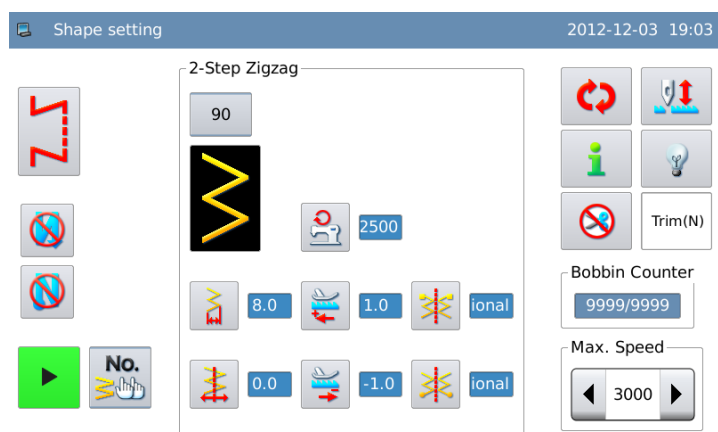 Shape setting
2012-12-03 19:03
2-Step Zigzag
90
2500
8.0
1.0
ional
0.0
-1.0
ional
No.
Trim(N)
Bobbin Counter
9999/9999
Max. Speed
3000